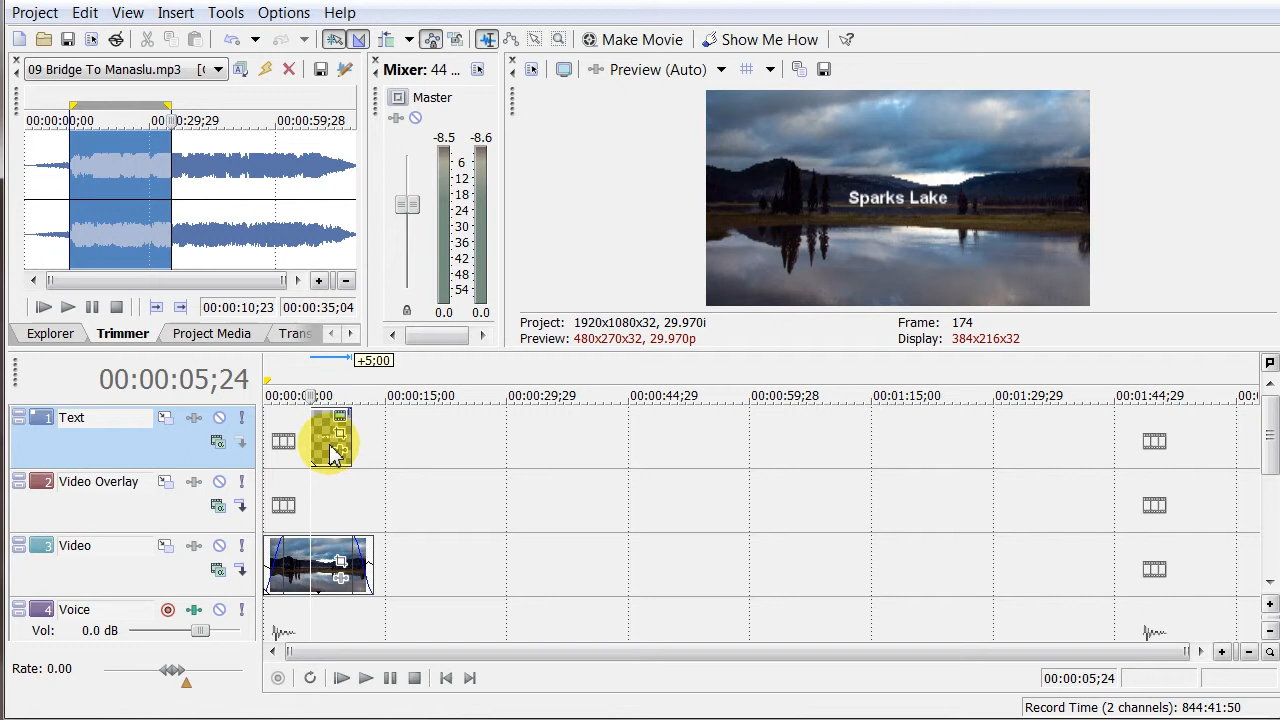 Project Edit View Insert Tools Options Help
Make Movie Show Me How
09 Bridge To Manaslu.mp3 [
Mixer: 44 ...
Preview (Auto)
Master
00:00:00;00 00:00:29;29 00:00:59;28
-8.5 -8.6
6
12
18
24
30
36
42
48
54
0.0 0.0
Sparks Lake
00:00:10;23 00:00:35;04
Explorer Trimmer Project Media Trans
Project: 1920x1080x32, 29.970i
Preview: 480x270x32, 29.970p
Frame: 174
Display: 384x216x32
+5;00
00:00:05;24
00:00:00;00 00:00:15;00 00:00:29;29 00:00:44;29 00:00:59;28 00:01:15;00 00:01:29;29 00:01:44;29 00:
1 Text
2 Video Overlay
3 Video
4 Voice
Vol: 0.0 dB
Rate: 0.00
00:00:05;24
Record Time (2 channels): 844:41:50